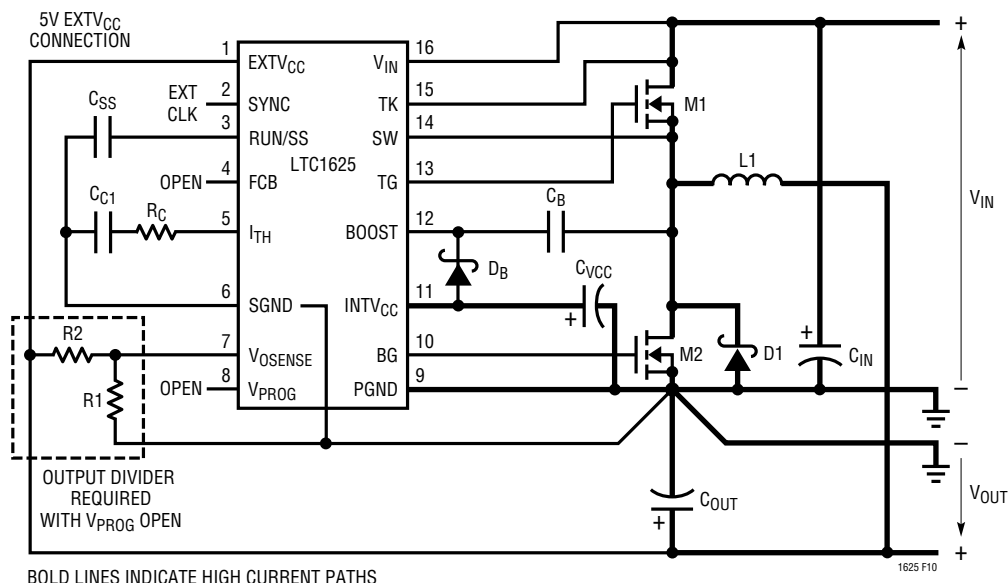 5V EXTVCC
CONNECTION
1
EXTVCC
2
SYNC
EXT
CLK
3
RUN/SS
CSS
4
FCB
OPEN
5
ITH
CC1
RC
6
SGND
7
VOSENSE
8
VPROG
OPEN
LTC1625
16
VIN
15
TK
14
SW
13
TG
12
BOOST
11
INTVCC
10
BG
9
PGND
M1
L1
CB
DB
CVCC
+
M2
D1
+
CIN
+
VIN
–
–
VOUT
+
COUT
+
R2
R1
OUTPUT DIVIDER
REQUIRED
WITH VPROG OPEN
BOLD LINES INDICATE HIGH CURRENT PATHS
1625 F10